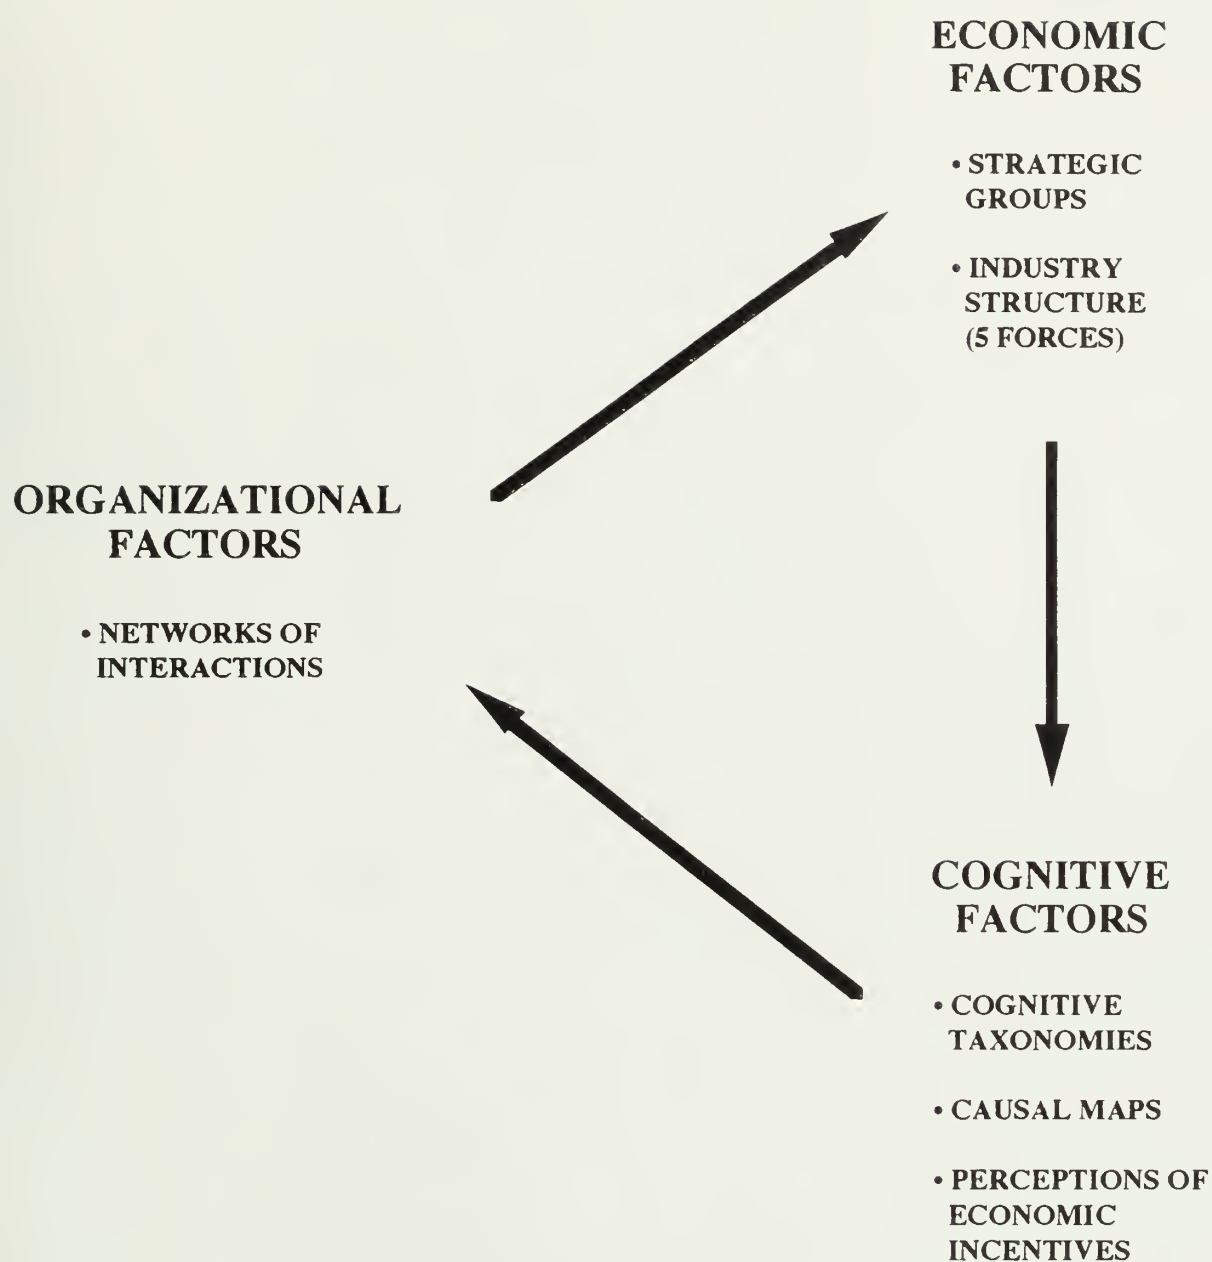 ECONOMIC
FACTORS
• STRATEGIC
GROUPS
• INDUSTRY
STRUCTURE
(5 FORCES)
ORGANIZATIONAL
FACTORS
• NETWORKS OF
INTERACTIONS
COGNITIVE
FACTORS
• COGNITIVE
TAXONOMIES
• CAUSAL MAPS
• PERCEPTIONS OF
ECONOMIC
INCENTIVES